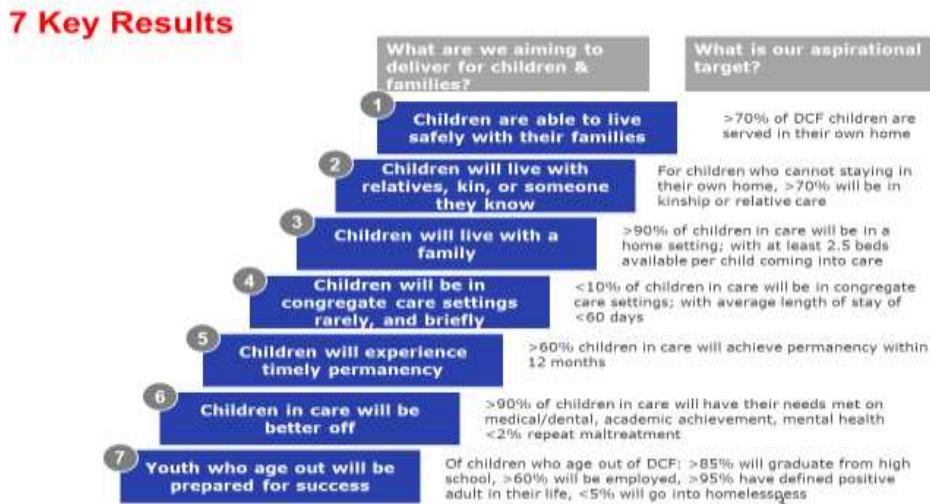 7 Key Results
What are we aiming to
deliver for children &
families?
What is our aspirational
target?
1
Children are able to live
safely with their families
>70% of DCF children are
served in their own home
2
Children will live with
relatives, kin, or someone
they know
For children who cannot staying in
their own home, >70% will be in
kinship or relative care
3
Children will live with a
family
>90% of children in care will be in a
home setting; with at least 2.5 beds
available per child coming into care
4
Children will be in
congregate care settings
rarely, and briefly
<10% of children in care will be in congregate
care settings; with average length of stay of
<60 days
5
Children will experience
timely permanency
>60% children in care will achieve permanency within
12 months
6
Children in care will be
better off
>90% of children in care will have their needs met on
medical/dental, academic achievement, mental health
<2% repeat maltreatment
7
Youth who age out will be
prepared for success
Of children who age out of DCF: >85% will graduate from high
school, >60% will be employed, >95% have defined positive
adult in their life, <5% will go into homelessness